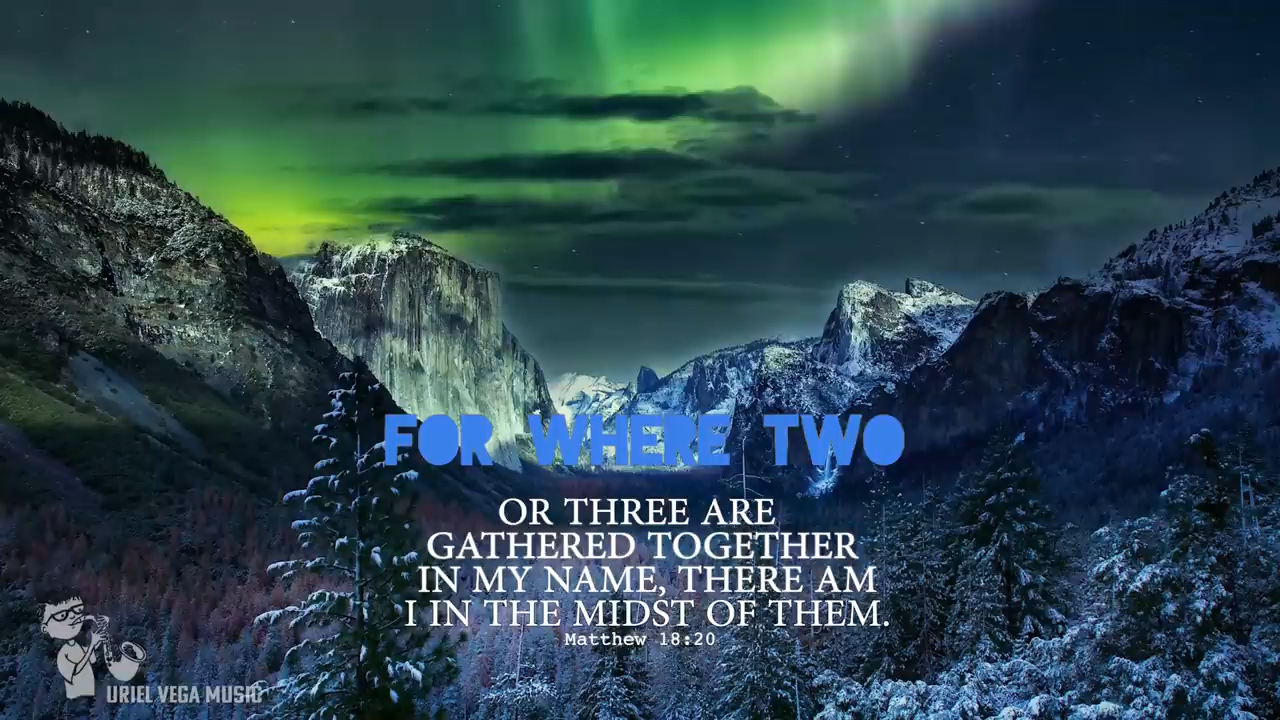 FOR WHERE TWO
OR THREE ARE
GATHERED TOGETHER
IN MY NAME, THERE AM
I IN THE MIDST OF THEM.
Matthew 18:20
URIEL VEGA MUSIC